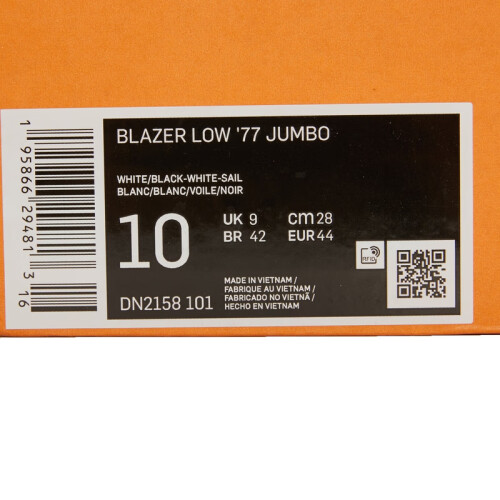 BLAZER LOW '77 JUMBO
WHITE/BLACK-WHITE-SAIL
BLANC/BLANC/VOILE/NOIR
10
UK 9 cm 28
BR 42 EUR 44
RFID
MADE IN VIETNAM /
FABRIQUE AU VIETNAM /
FABRICADO NO VIETNÃ /
HECHO EN VIETNAM
DN2158 101
1 95866 29481 3 16